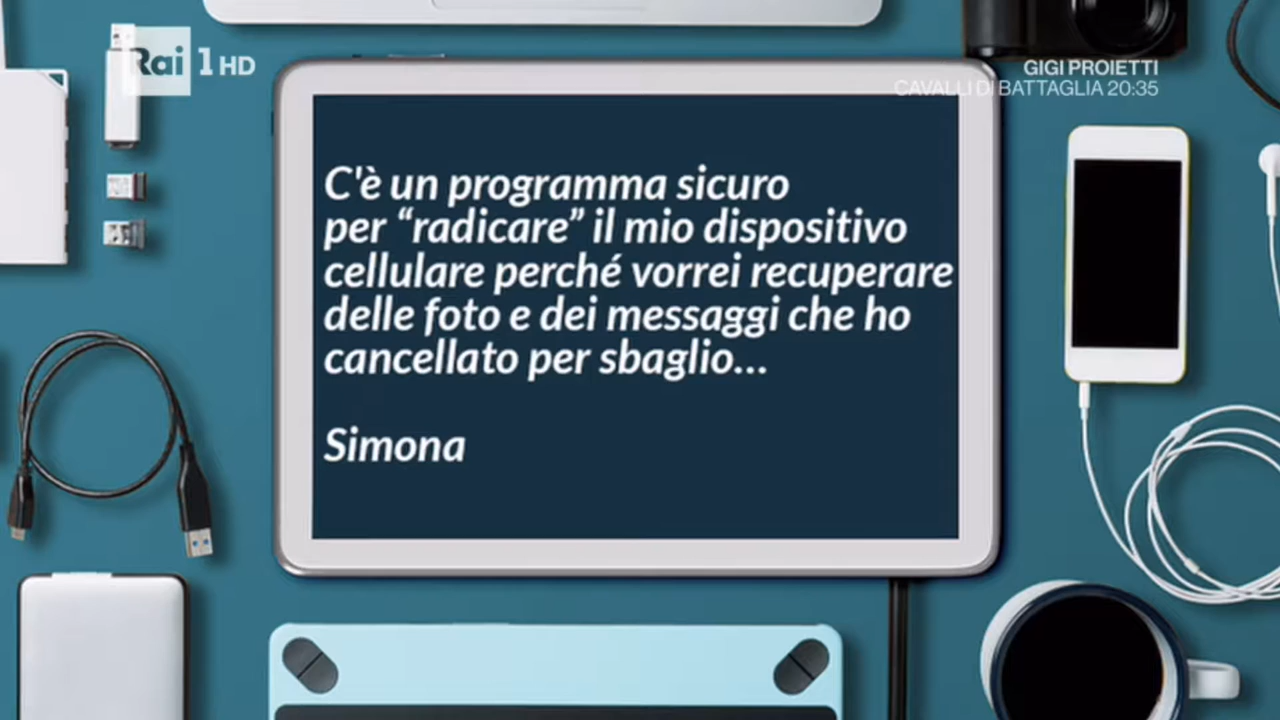 Rai 1 HD
GIGI PROIETTI
CAVALLI DI BATTAGLIA 20:35
C'è un programma sicuro
per “radicare” il mio dispositivo
cellulare perché vorrei recuperare
delle foto e dei messaggi che ho
cancellato per sbaglio...
Simona